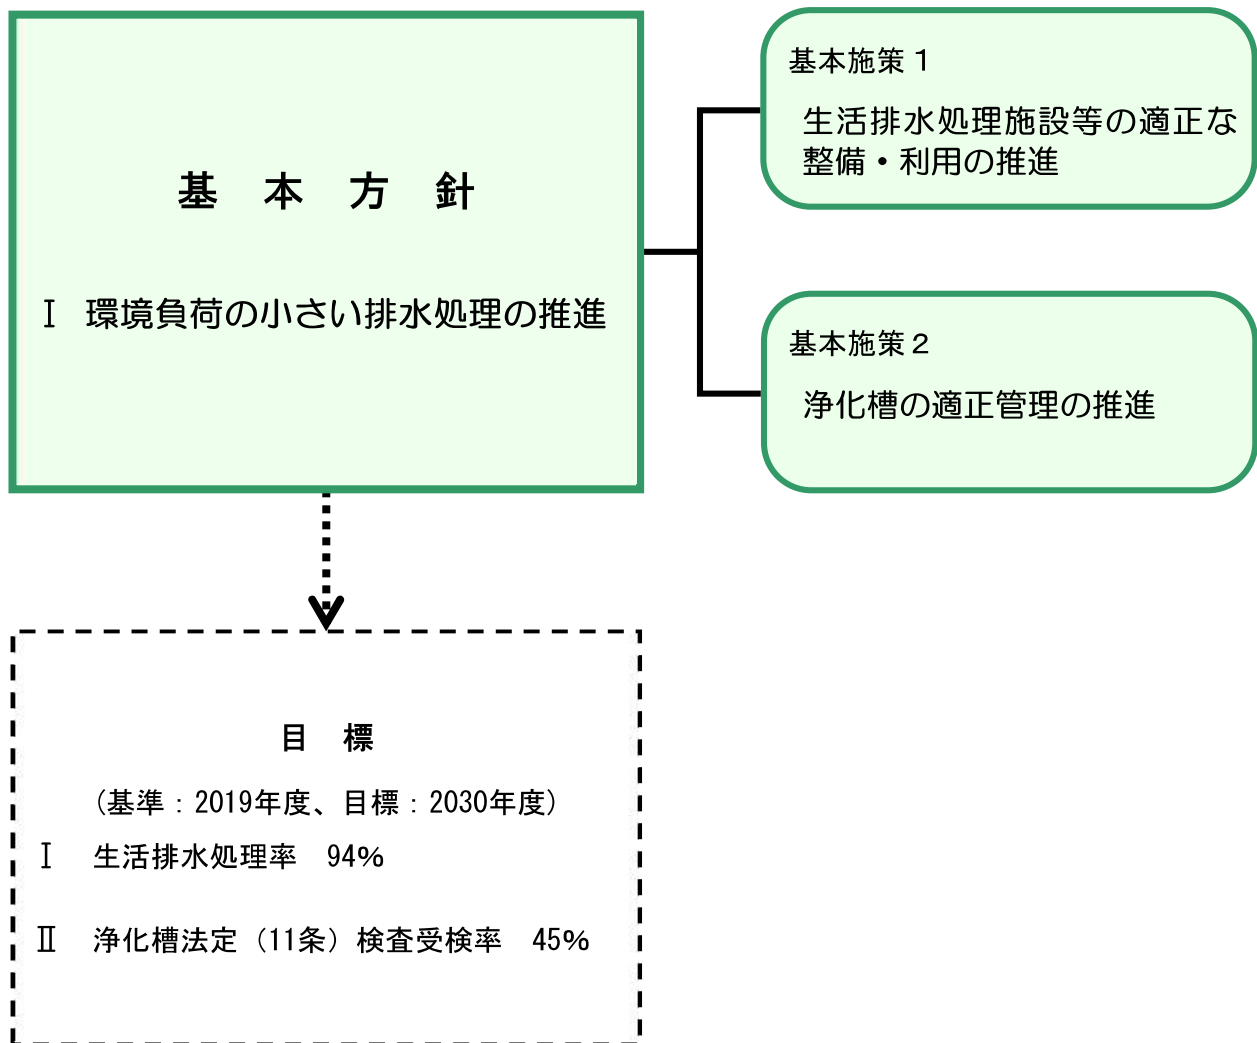 基 本 方 針
Ⅰ 環境負荷の小さい排水処理の推進
基本施策１
生活排水処理施設等の適正な
整備・利用の推進
基本施策２
浄化槽の適正管理の推進
目 標
（基準：2019年度、目標：2030年度）
Ⅰ 生活排水処理率 94%
Ⅱ 浄化槽法定（11条）検査受検率 45%